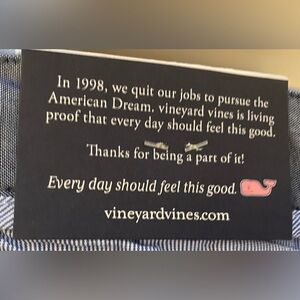 In 1998, we quit our jobs to pursue the
American Dream. vineyard vines is living
proof that every day should feel this good.
Thanks for being a part of it!
Every day should feel this good.
vineyardvines.com